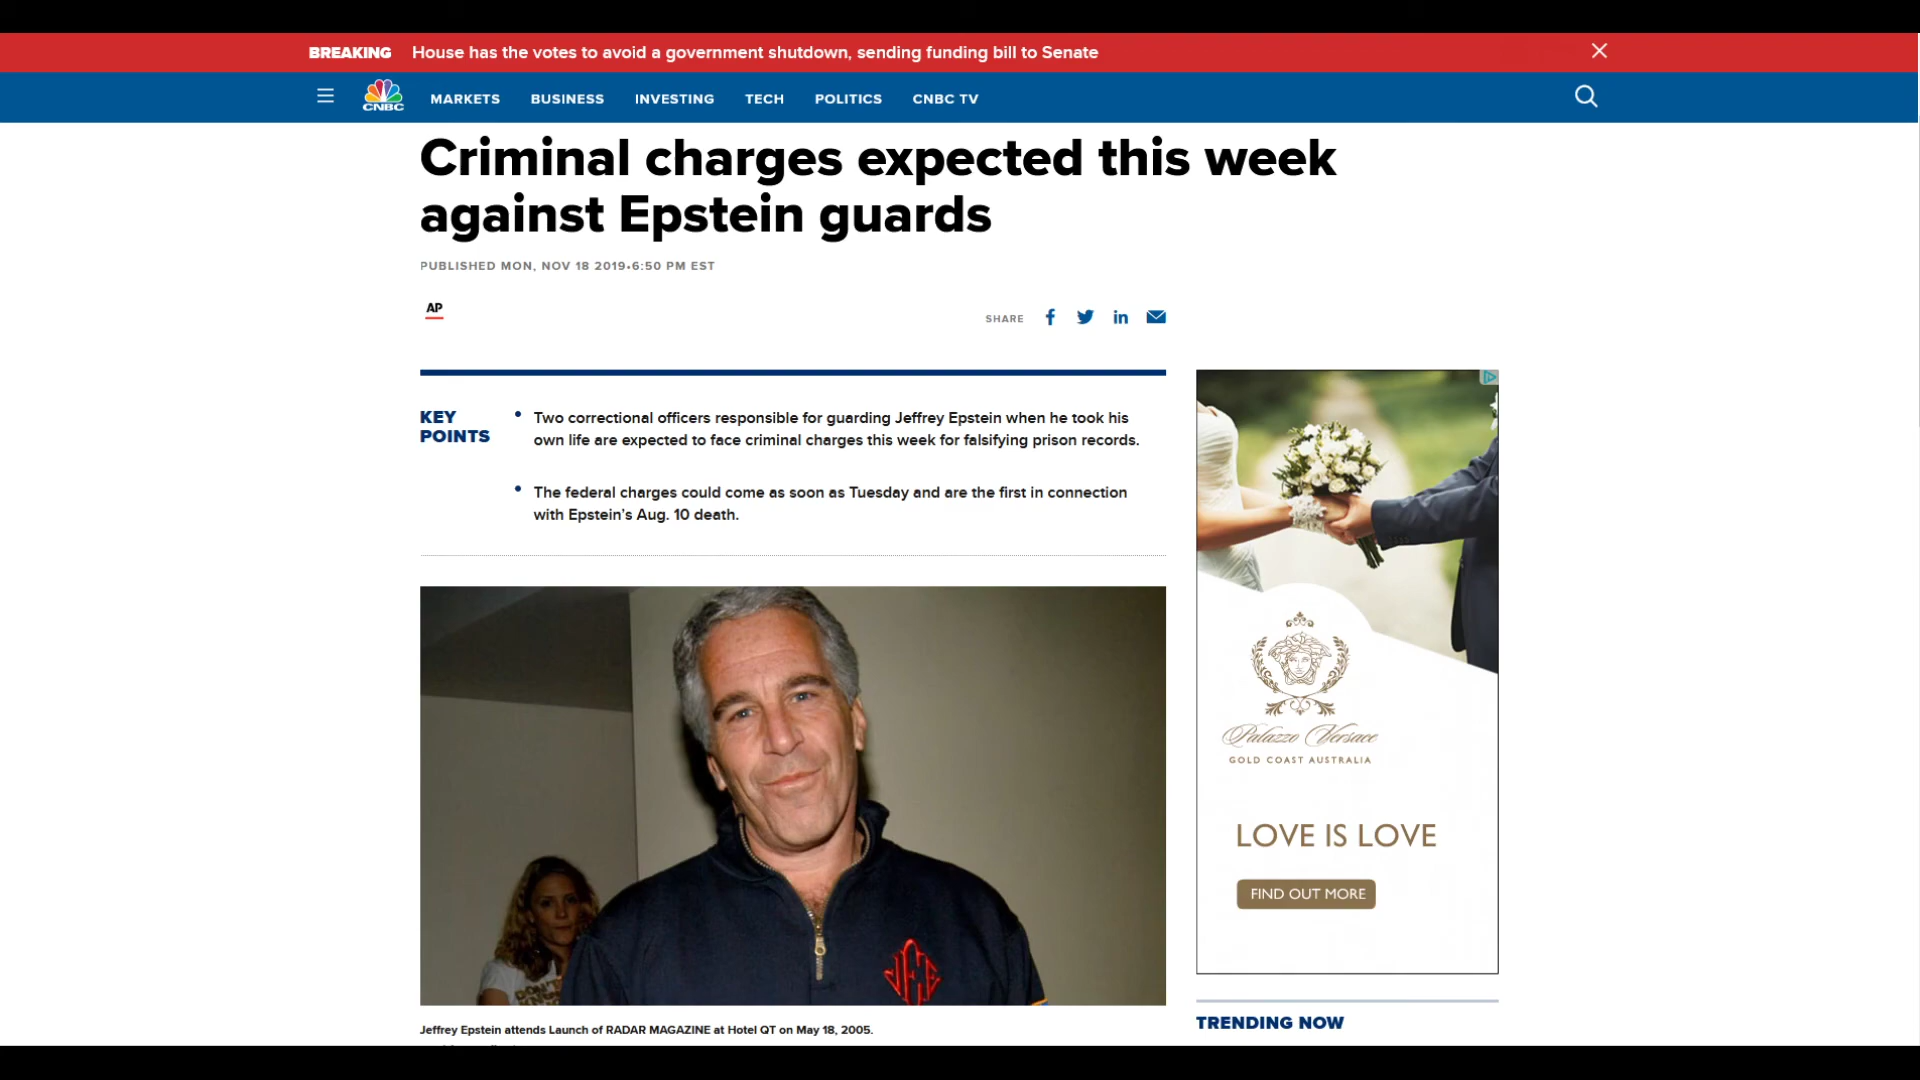 BREAKING House has the votes to avoid a government shutdown, sending funding bill to Senate
CNBC MARKETS BUSINESS INVESTING TECH POLITICS CNBC TV
Criminal charges expected this week
against Epstein guards
PUBLISHED MON, NOV 18 2019•6:50 PM EST
AP
SHARE
KEY
POINTS
• Two correctional officers responsible for guarding Jeffrey Epstein when he took his
own life are expected to face criminal charges this week for falsifying prison records.
• The federal charges could come as soon as Tuesday and are the first in connection
with Epstein’s Aug. 10 death.
DON'T
Jeffrey Epstein attends Launch of RADAR MAGAZINE at Hotel QT on May 18, 2005.
Palazzo Versace
GOLD COAST AUSTRALIA
LOVE IS LOVE
FIND OUT MORE
TRENDING NOW